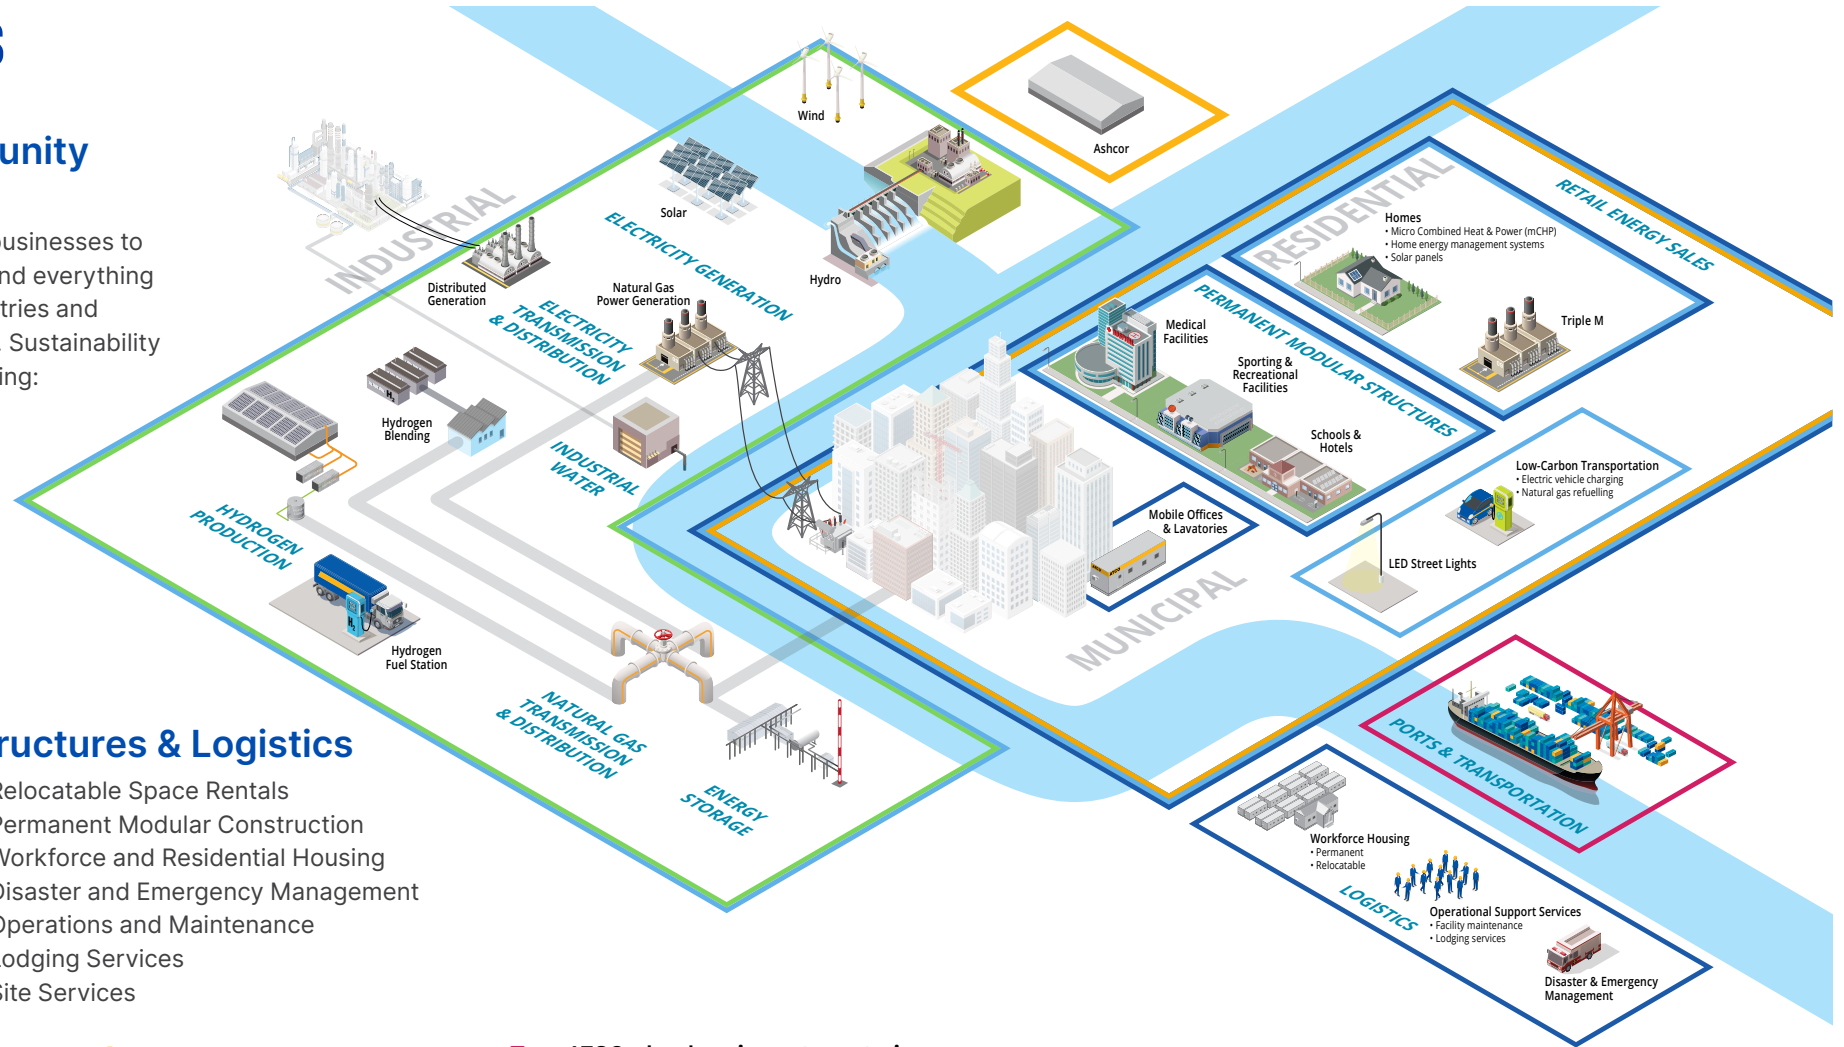 S
unity
businesses to
nd everything
tries and
. Sustainability
ing:
ructures & Logistics
Relocatable Space Rentals
Permanent Modular Construction
Workforce and Residential Housing
Disaster and Emergency Management
Operations and Maintenance
Lodging Services
Site Services
Wind
Ashcor
Solar
Hydro
INDUSTRIAL
ELECTRICITY GENERATION
Distributed
Generation
Natural Gas
Power Generation
ELECTRICITY
TRANSMISSION
& DISTRIBUTION
Hydrogen
Blending
H2
INDUSTRIAL
WATER
HYDROGEN
PRODUCTION
H2
Hydrogen
Fuel Station
NATURAL GAS
TRANSMISSION
& DISTRIBUTION
ENERGY
STORAGE
RESIDENTIAL
RETAIL ENERGY SALES
Homes
• Micro Combined Heat & Power (mCHP)
• Home energy management systems
• Solar panels
Triple M
PERMANENT MODULAR STRUCTURES
Medical
Facilities
Sporting &
Recreational
Facilities
Schools &
Hotels
Mobile Offices
& Lavatories
MUNICIPAL
Low-Carbon Transportation
• Electric vehicle charging
• Natural gas refuelling
LED Street Lights
PORTS & TRANSPORTATION
Workforce Housing
• Permanent
• Relocatable
LOGISTICS
Operational Support Services
• Facility maintenance
• Lodging services
Disaster & Emergency
Management